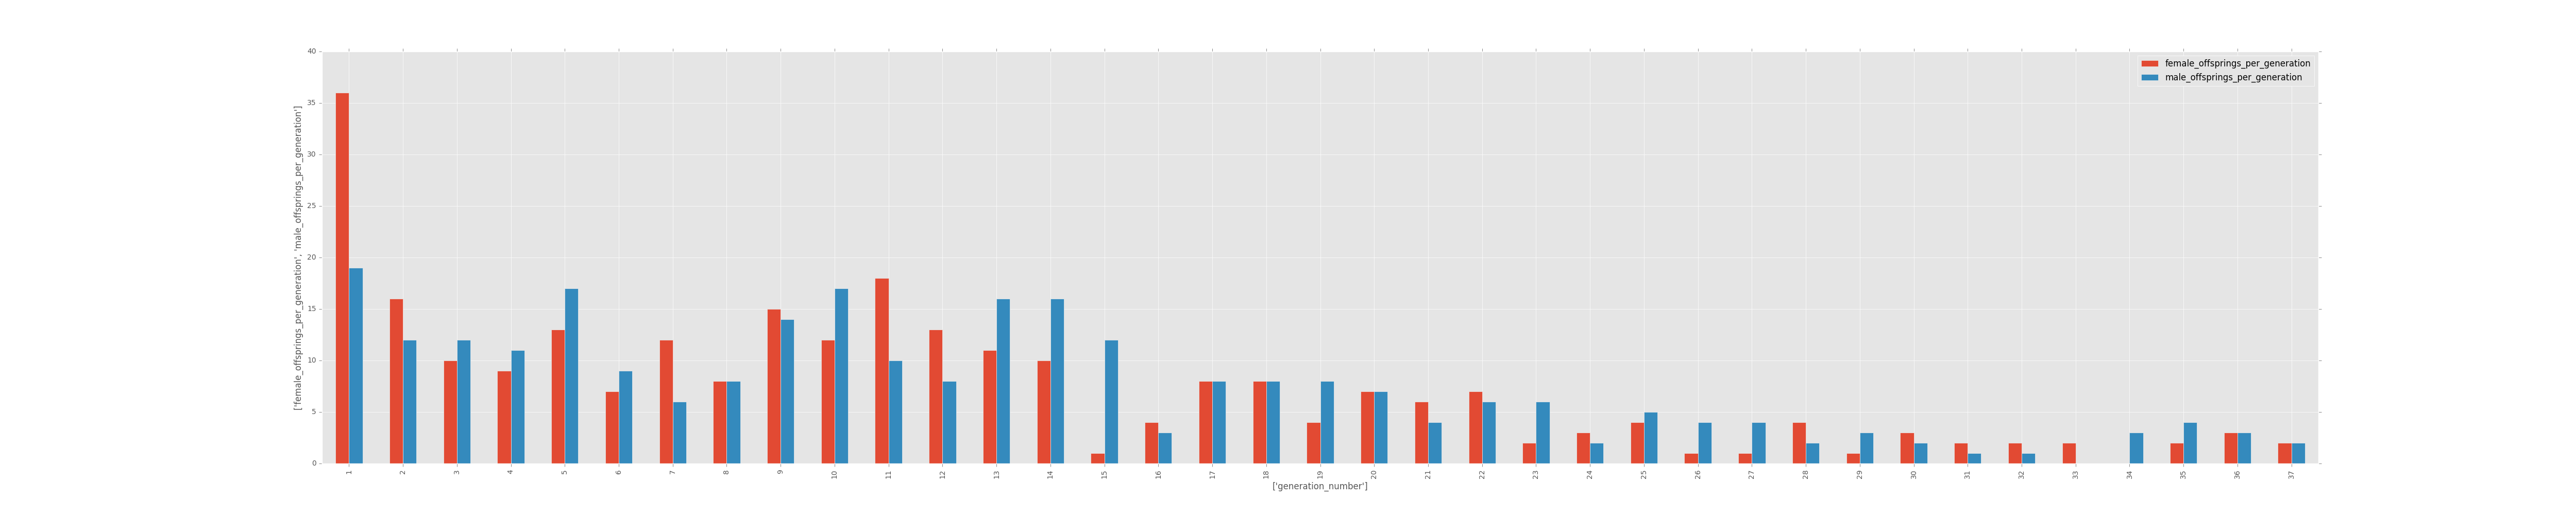 40
35
30
25
20
15
10
5
0
['female_offsprings_per_generation', 'male_offsprings_per_generation']
female_offsprings_per_generation
male_offsprings_per_generation
1 2 3 4 5 6 7 8 9 10 11 12 13 14 15 16 17 18 19 20 21 22 23 24 25 26 27 28 29 30 31 32 33 34 35 36 37
['generation_number']